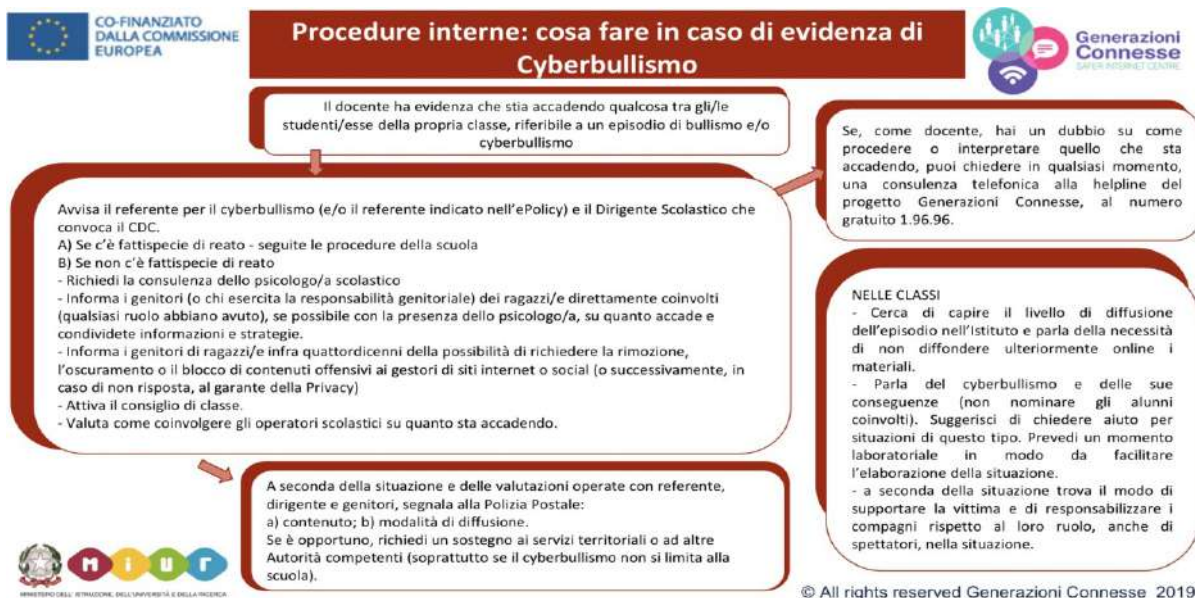 CO-FINANZIATO
DALLA COMMISSIONE
EUROPEA
Procedure interne: cosa fare in caso di evidenza di
Cyberbullismo
Generazioni
Connesse
SAFER INTERNET CENTRE
Il docente ha evidenza che stia accadendo qualcosa tra gli/le
studenti/esse della propria classe, riferibile a un episodio di bullismo e/o
cyberbullismo
Se, come docente, hai un dubbio su come
procedere o interpretare quello che sta
accadendo, puoi chiedere in qualsiasi momento,
una consulenza telefonica alla helpline del
progetto Generazioni Connesse, al numero
gratuito 1.96.96.
Avvisa il referente per il cyberbullismo (e/o il referente indicato nell'ePolicy) e il Dirigente Scolastico che
convoca il CDC.
A) Se c'è fattispecie di reato - seguite le procedure della scuola
B) Se non c'è fattispecie di reato
- Richiedi la consulenza dello psicologo/a scolastico
- Informa i genitori (o chi esercita la responsabilità genitoriale) dei ragazzi/e direttamente coinvolti
(qualsiasi ruolo abbiano avuto), se possibile con la presenza dello psicologo/a, su quanto accade e
condividete informazioni e strategie.
- Informa i genitori di ragazzi/e infra quattordicenni della possibilità di richiedere la rimozione,
l'oscuramento o il blocco di contenuti offensivi ai gestori di siti internet o social (o successivamente, in
caso di non risposta, al garante della Privacy)
- Attiva il consiglio di classe.
- Valuta come coinvolgere gli operatori scolastici su quanto sta accadendo.
NELLE CLASSI
- Cerca di capire il livello di diffusione
dell'episodio nell'Istituto e parla della necessità
di non diffondere ulteriormente online i
materiali.
- Parla del cyberbullismo e delle sue
conseguenze (non nominare gli alunni
coinvolti). Suggerisci di chiedere aiuto per
situazioni di questo tipo. Prevedi un momento
laboratoriale in modo da facilitare
l'elaborazione della situazione.
- a seconda della situazione trova il modo di
supportare la vittima e di responsabilizzare i
compagni rispetto al loro ruolo, anche di
spettatori, nella situazione.
A seconda della situazione e delle valutazioni operate con referente,
dirigente e genitori, segnala alla Polizia Postale:
a) contenuto; b) modalità di diffusione.
Se è opportuno, richiedi un sostegno ai servizi territoriali o ad altre
Autorità competenti (soprattutto se il cyberbullismo non si limita alla
scuola).
miur
MINISTERO DELL'ISTRUZIONE, DELL'UNIVERSITÀ E DELLA RICERCA
© All rights reserved Generazioni Connesse 2019